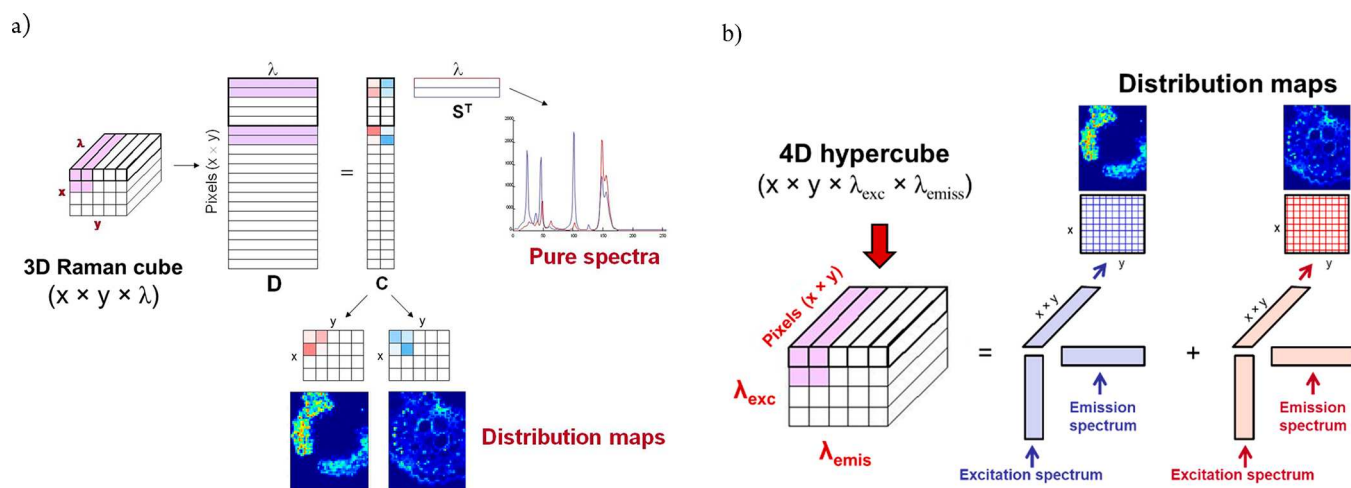 a)
λ
λ
S^T
λ
x
y
Pixels (x × y)
=
3D Raman cube
(x × y × λ)
D
C
Pure spectra
y
y
x
x
Distribution maps
b)
Distribution maps
4D hypercube
(x × y × λexc × λemiss)
x
y
x
y
Pixels (x × y)
x × y
x × y
=
+
λexc
λemis
Emission
spectrum
Emission
spectrum
Excitation spectrum
Excitation spectrum